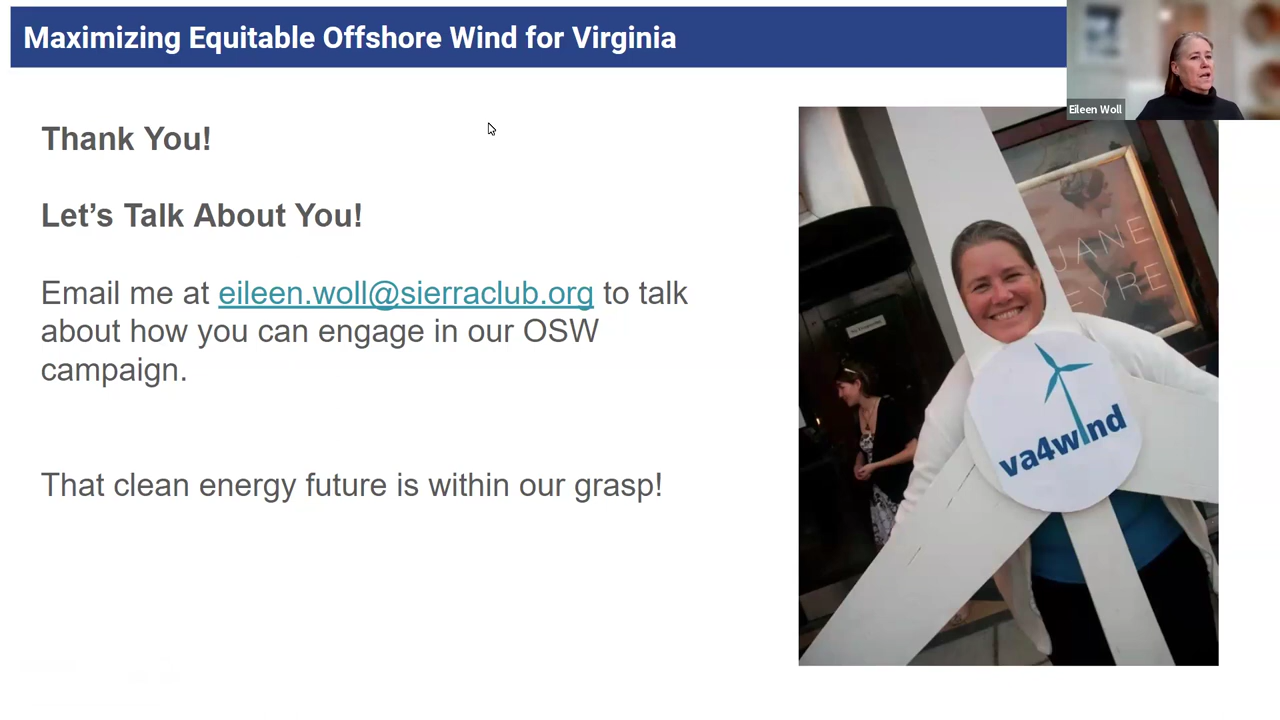 Maximizing Equitable Offshore Wind for Virginia
Eileen Woll
Thank You!
Let's Talk About You!
Email me at eileen.woll@sierraclub.org to talk
about how you can engage in our OSW
campaign.
That clean energy future is within our grasp!
JANE
EYRE
va4wind